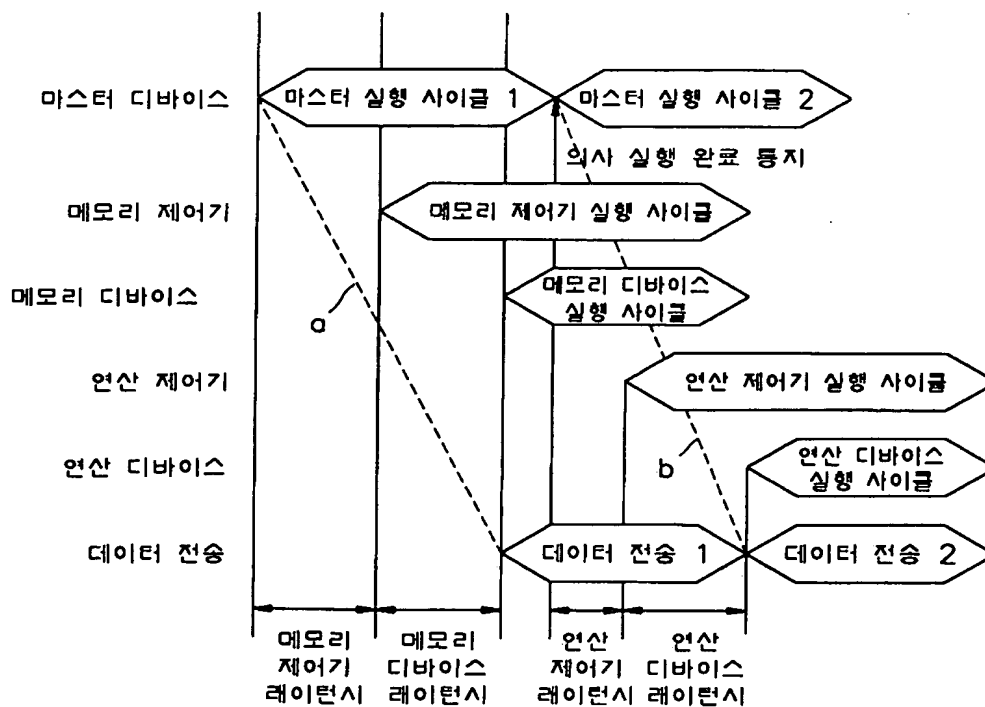 마스터 디바이스
마스터 실행 사이클 1
마스터 실행 사이클 2
의사 실행 완료 통지
메모리 제어기
메모리 제어기 실행 사이클
메모리 디바이스
메모리 디바이스
실행 사이클
a
연산 제어기
연산 제어기 실행 사이클
연산 디바이스
b
연산 디바이스
실행 사이클
데이터 전송
데이터 전송 1
데이터 전송 2
메모리
제어기
래이턴시
메모리
디바이스
래이턴시
연산
제어기
래이턴시
연산
디바이스
래이턴시